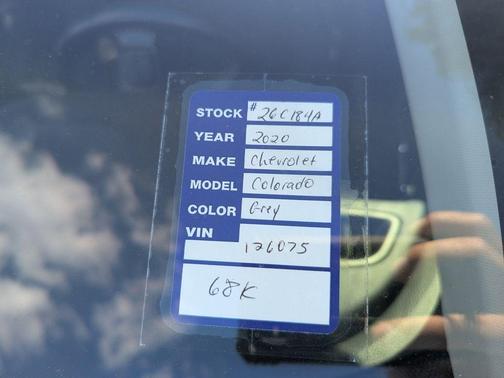 STOCK # 26C184A
YEAR 2020
MAKE Chevrolet
MODEL Colorado
COLOR Grey
VIN 126075
68K